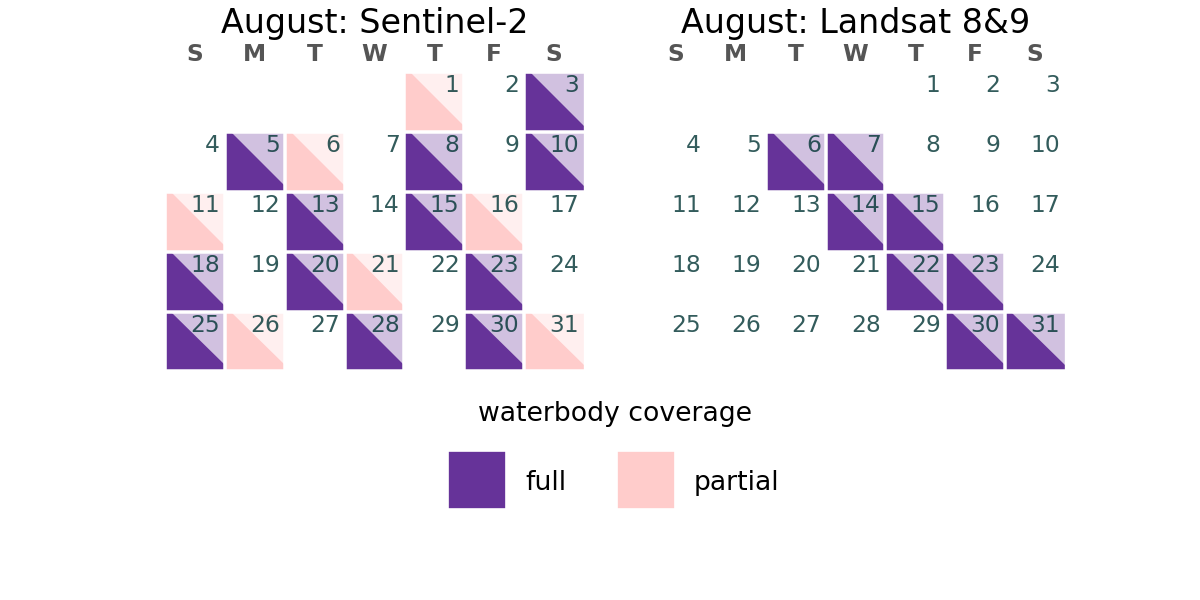 August: Sentinel-2
S M T W T F S
1 2 3
4 5 6 7 8 9 10
11 12 13 14 15 16 17
18 19 20 21 22 23 24
25 26 27 28 29 30 31
August: Landsat 8&9
S M T W T F S
1 2 3
4 5 6 7 8 9 10
11 12 13 14 15 16 17
18 19 20 21 22 23 24
25 26 27 28 29 30 31
waterbody coverage
full
partial